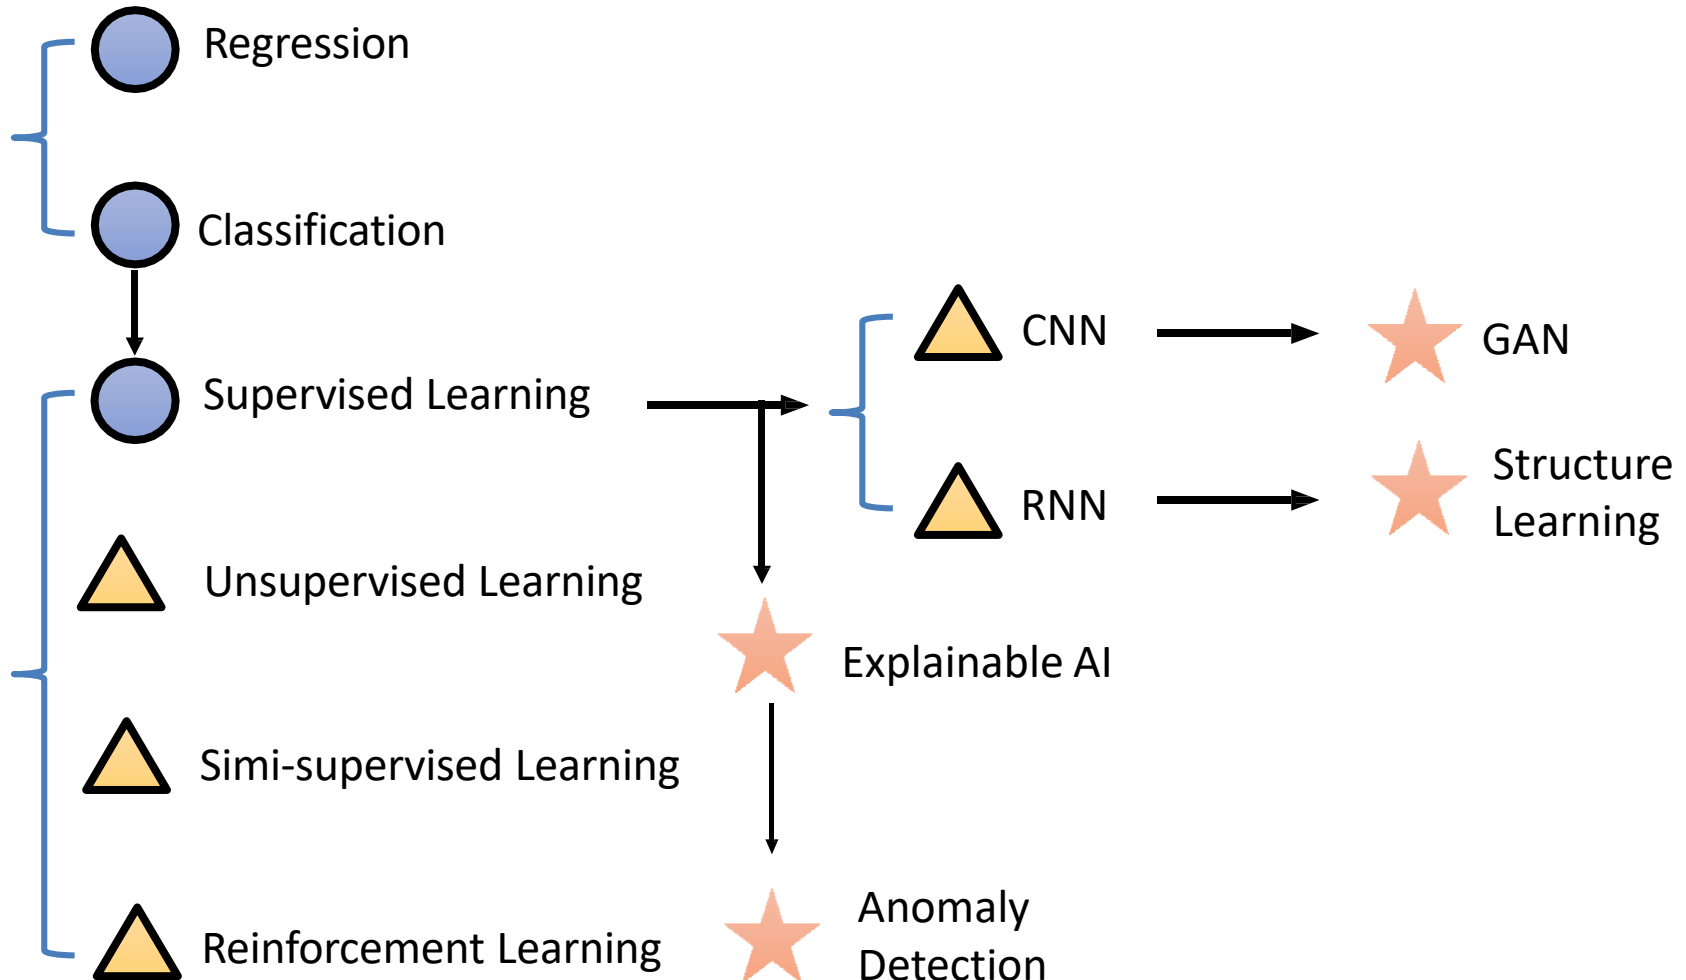 Regression
Classification
Supervised Learning
Unsupervised Learning
Simi-supervised Learning
Reinforcement Learning
CNN
RNN
GAN
Structure
Learning
Explainable AI
Anomaly
Detection